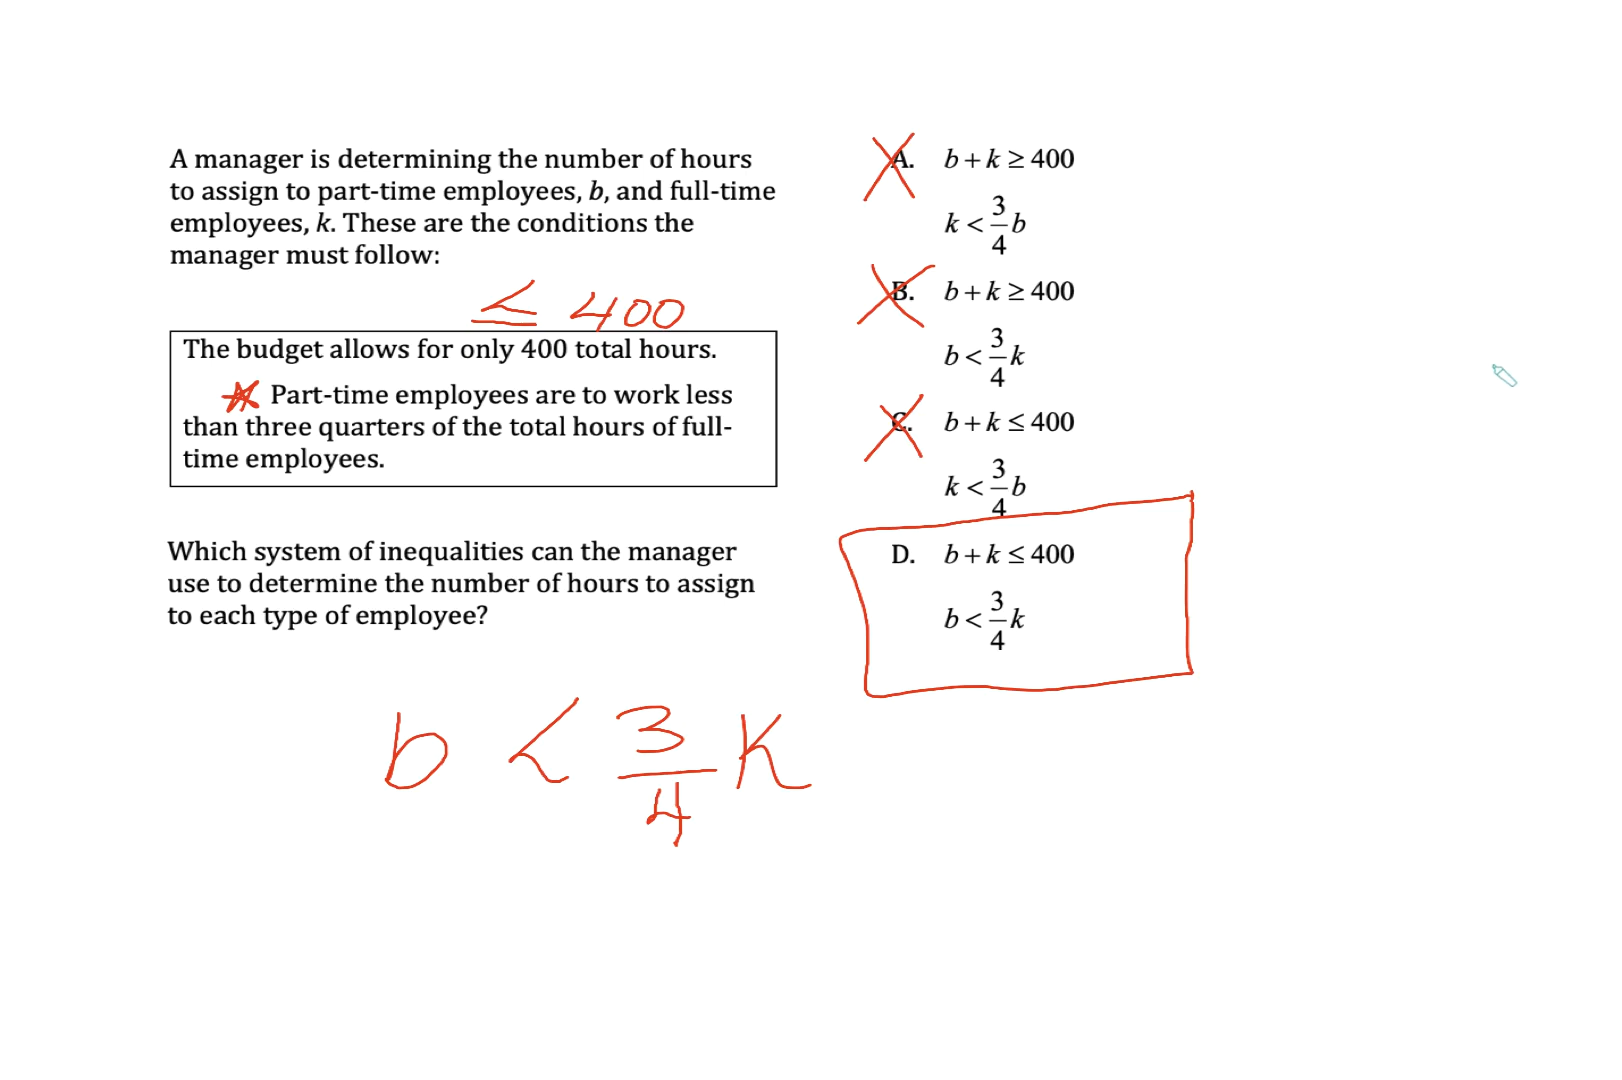 A manager is determining the number of hours
to assign to part-time employees, b, and full-time
employees, k. These are the conditions the
manager must follow:
≤ 400
The budget allows for only 400 total hours.
Part-time employees are to work less
than three quarters of the total hours of full-
time employees.
Which system of inequalities can the manager
use to determine the number of hours to assign
to each type of employee?
b < 3/4 K
A. b + k ≥ 400
k < 3/4 b
B. b + k ≥ 400
b < 3/4 k
C. b + k ≤ 400
k < 3/4 b
D. b + k ≤ 400
b < 3/4 k